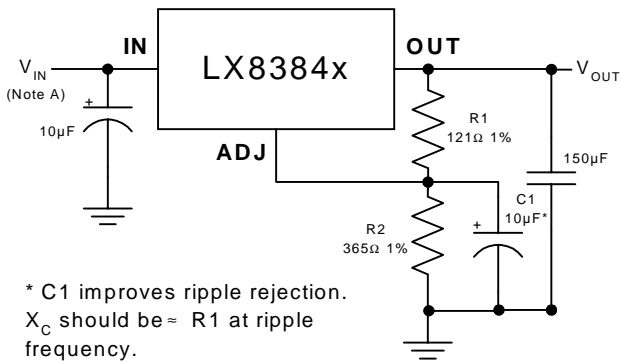 IN
OUT
LX8384x
V_IN
(Note A)
V_OUT
+
10µF
R1
121Ω 1%
ADJ
150µF
C1
10µF*
+
R2
365Ω 1%
* C1 improves ripple rejection.
X_C should be ≈ R1 at ripple
frequency.